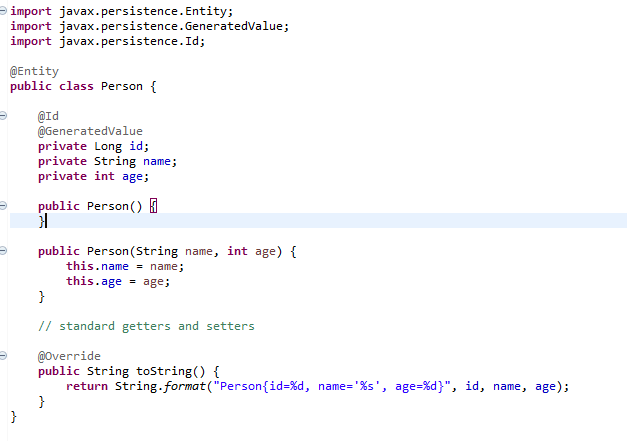 import javax.persistence.Entity;
import javax.persistence.GeneratedValue;
import javax.persistence.Id;

@Entity
public class Person {

    @Id
    @GeneratedValue
    private Long id;
    private String name;
    private int age;

    public Person() {
    }

    public Person(String name, int age) {
        this.name = name;
        this.age = age;
    }

    // standard getters and setters

    @Override
    public String toString() {
        return String.format("Person{id=%d, name='%s', age=%d}", id, name, age);
    }
}